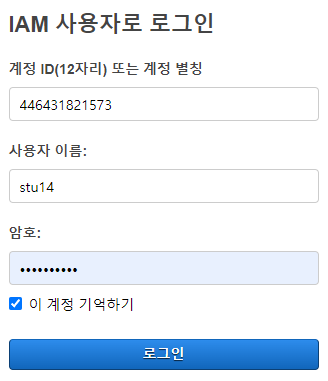 IAM 사용자로 로그인
계정 ID(12자리) 또는 계정 별칭
446431821573
사용자 이름:
stu14
암호:
••••••••••
이 계정 기억하기
로그인